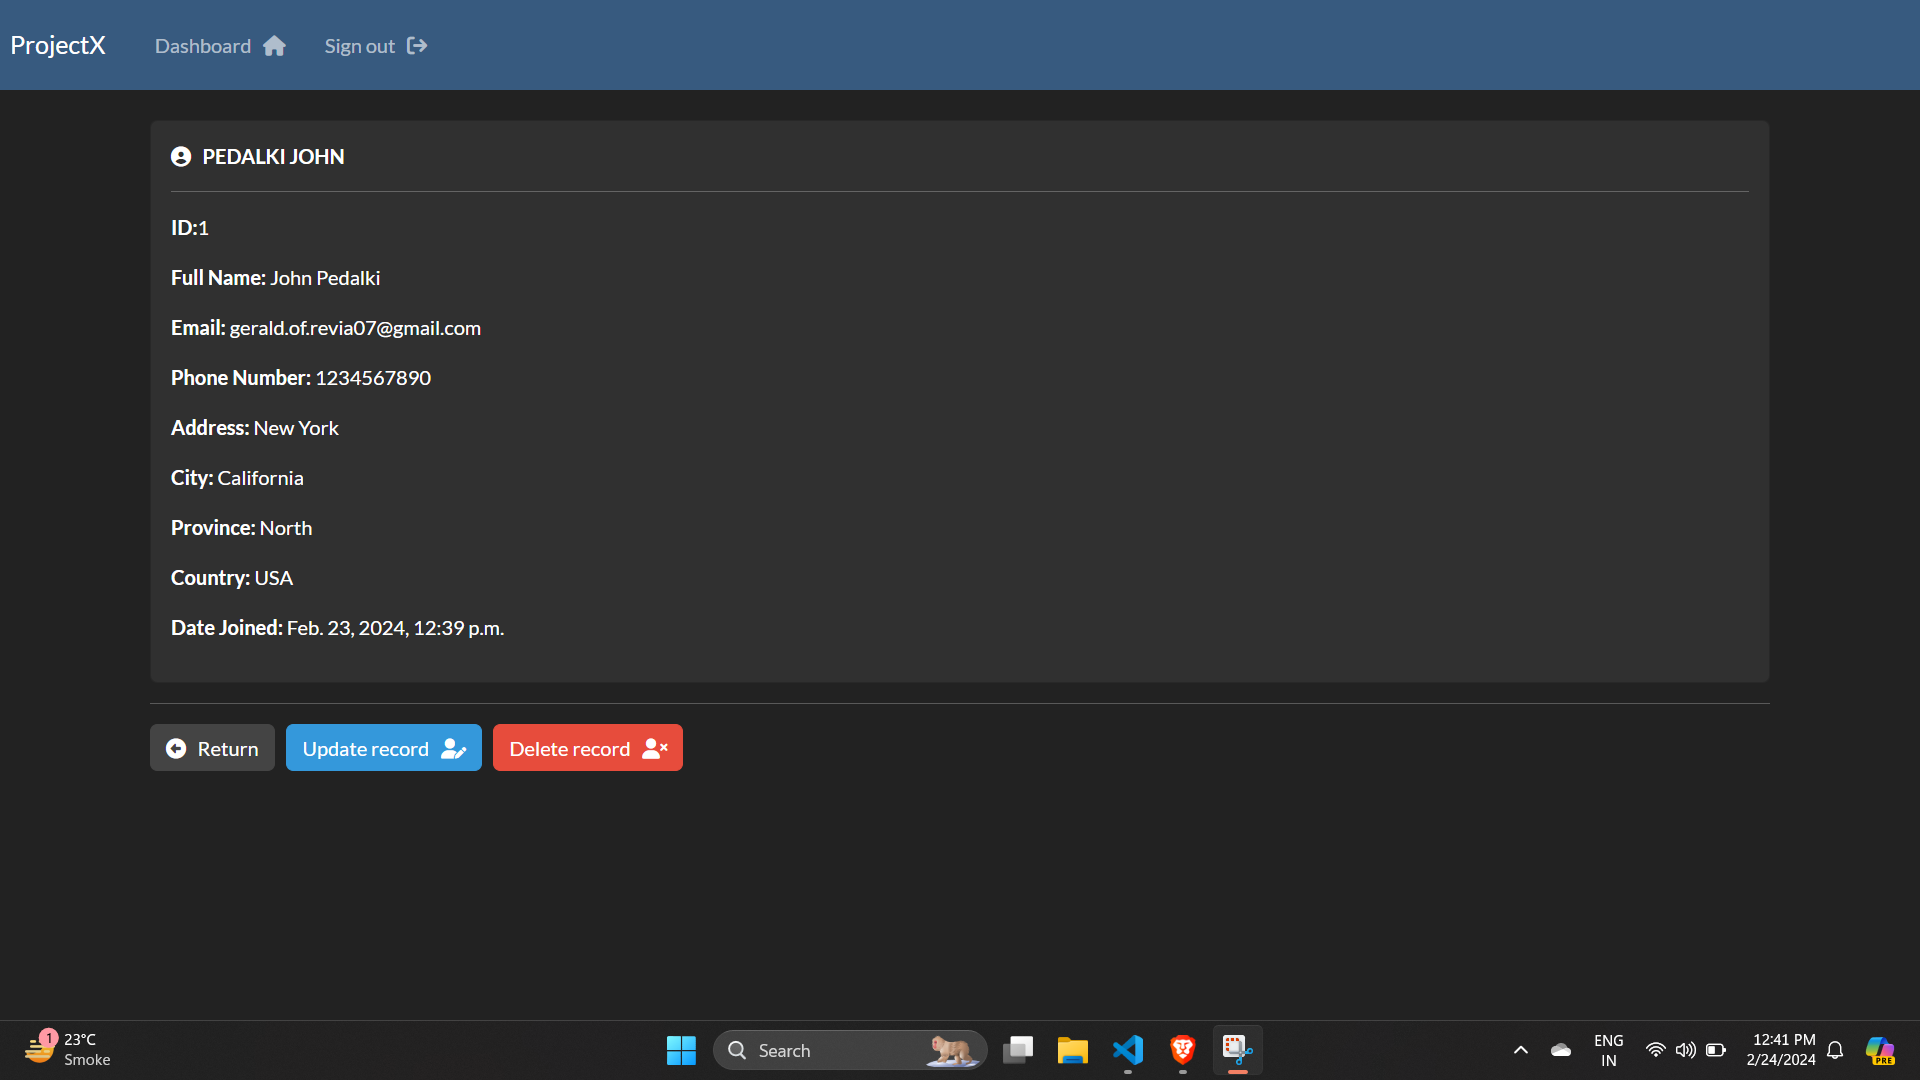 ProjectX
Dashboard
Sign out
PEDALKI JOHN
ID:1
Full Name: John Pedalki
Email: gerald.of.revia07@gmail.com
Phone Number: 1234567890
Address: New York
City: California
Province: North
Country: USA
Date Joined: Feb. 23, 2024, 12:39 p.m.
Return
Update record
Delete record
1
23°C
Smoke
Search
ENG
IN
12:41 PM
2/24/2024
PRE